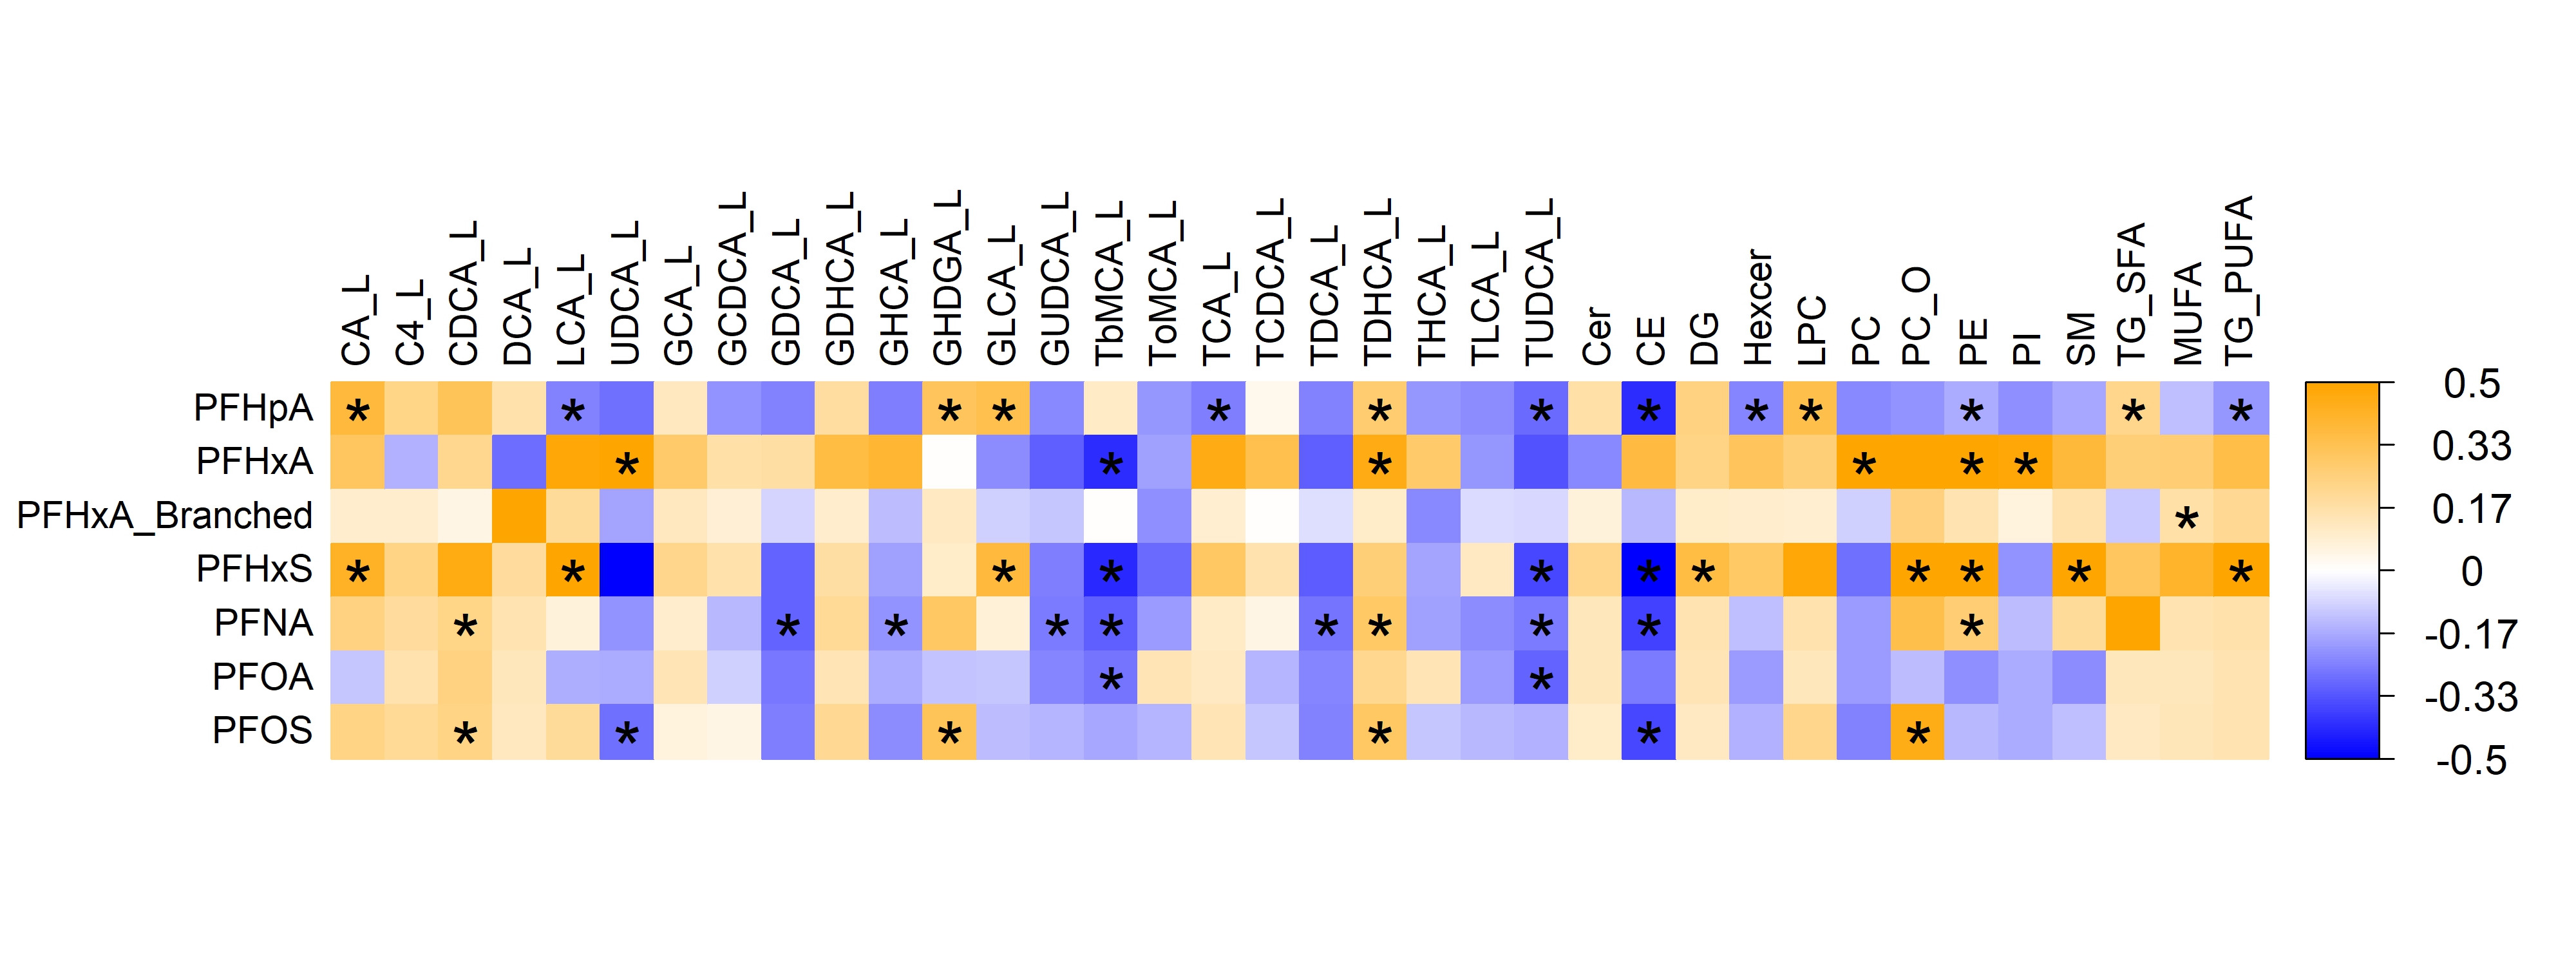 CA_L
C4_L
CDCA_L
DCA_L
LCA_L
UDCA_L
GCA_L
GCDCA_L
GDCA_L
GDHCA_L
GHCA_L
GHDGA_L
GLCA_L
GUDCA_L
TbMCA_L
ToMCA_L
TCA_L
TCDCA_L
TDCA_L
TDHCA_L
THCA_L
TLCA_L
TUDCA_L
Cer
CE
DG
Hexcer
LPC
PC
PC_O
PE
PI
SM
TG_SFA
MUFA
TG_PUFA
PFHpA * * * * * * * * * * * * *
PFHxA * * * * * *
PFHxA_Branched *
PFHxS * * * * * * * * * * *
PFNA * * * * * * * * * *
PFOA * *
PFOS * * * * * *
0.5
0.33
0.17
0
-0.17
-0.33
-0.5